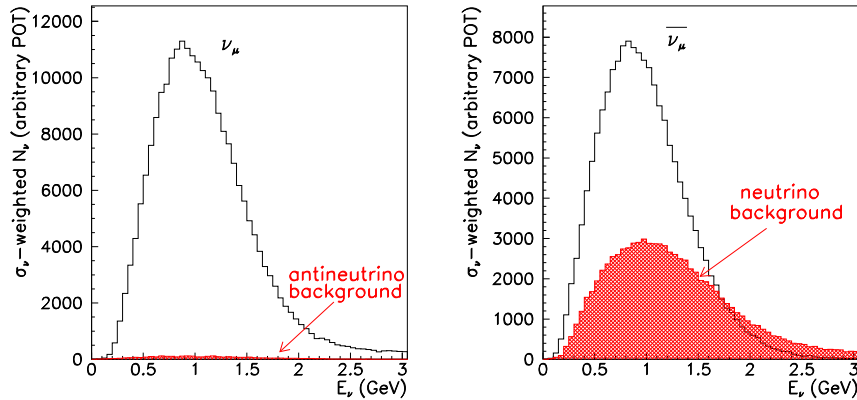 σν-weighted Nν (arbitrary POT)
12000
10000
8000
6000
4000
2000
0
νμ
antineutrino
background
0 0.5 1 1.5 2 2.5 3
Eν (GeV)
σν-weighted Nν (arbitrary POT)
8000
7000
6000
5000
4000
3000
2000
1000
0
ν̅μ
neutrino
background
0 0.5 1 1.5 2 2.5 3
Eν (GeV)